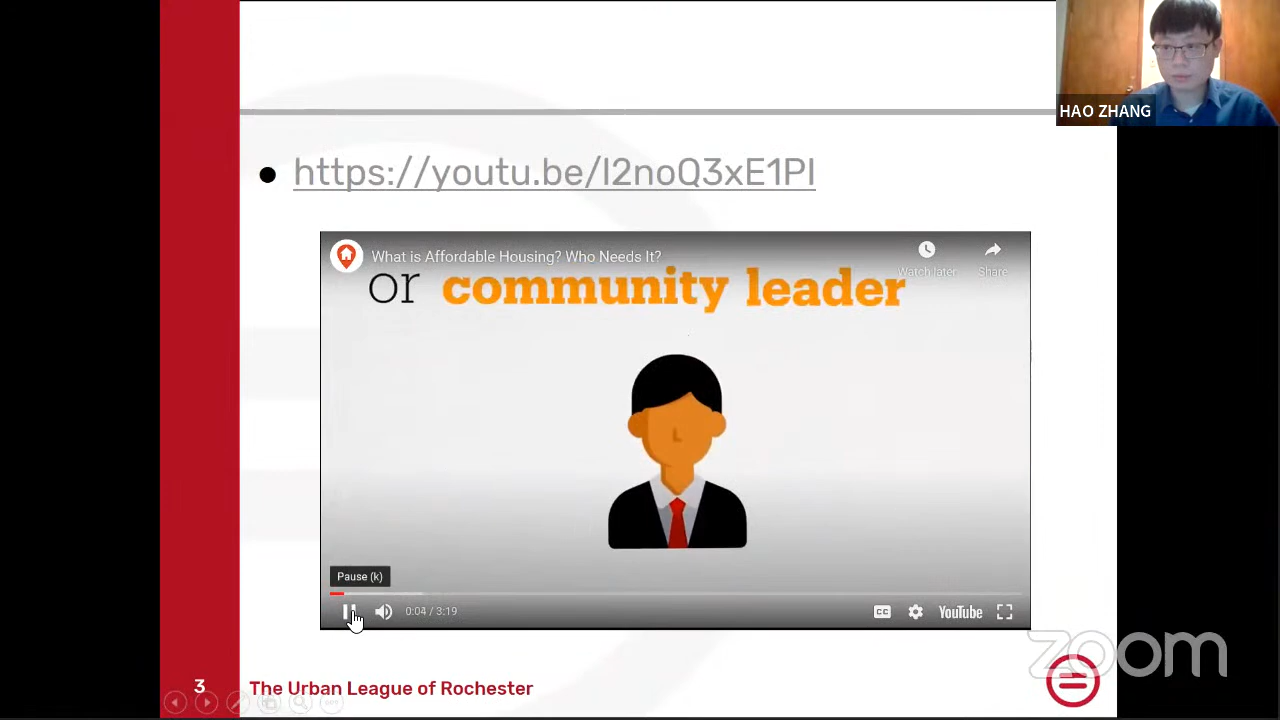 HAO ZHANG
https://youtu.be/I2noQ3xE1PI
What is Affordable Housing? Who Needs It?
Watch later
Share
or community leader
Pause (k)
0:04 / 3:19
CC
YouTube
zoom
3
The Urban League of Rochester